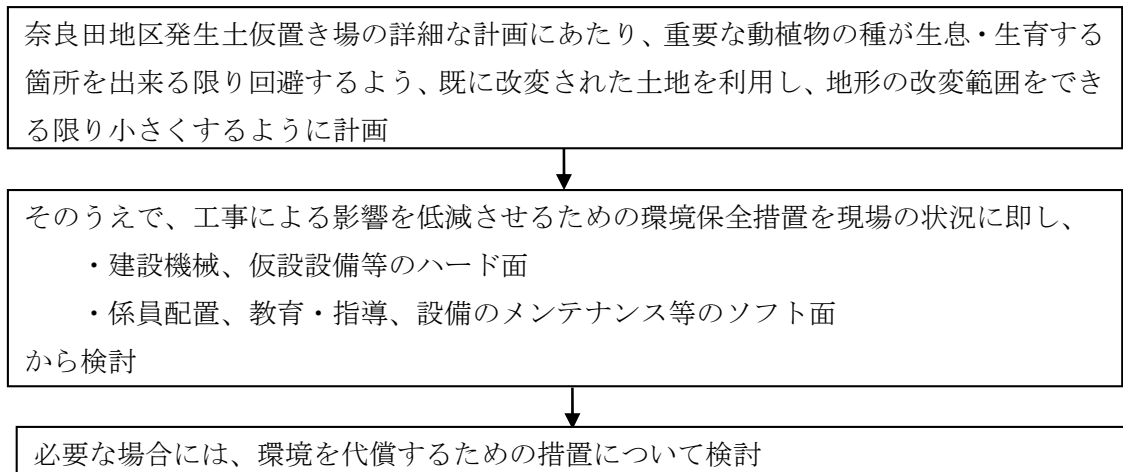 奈良田地区発生土仮置き場の詳細な計画にあたり、重要な動植物の種が生息・生育する
箇所を出来る限り回避するよう、既に改変された土地を利用し、地形の改変範囲をでき
る限り小さくするように計画
そのうえで、工事による影響を低減させるための環境保全措置を現場の状況に即し、
・建設機械、仮設設備等のハード面
・係員配置、教育・指導、設備のメンテナンス等のソフト面
から検討
必要な場合には、環境を代償するための措置について検討